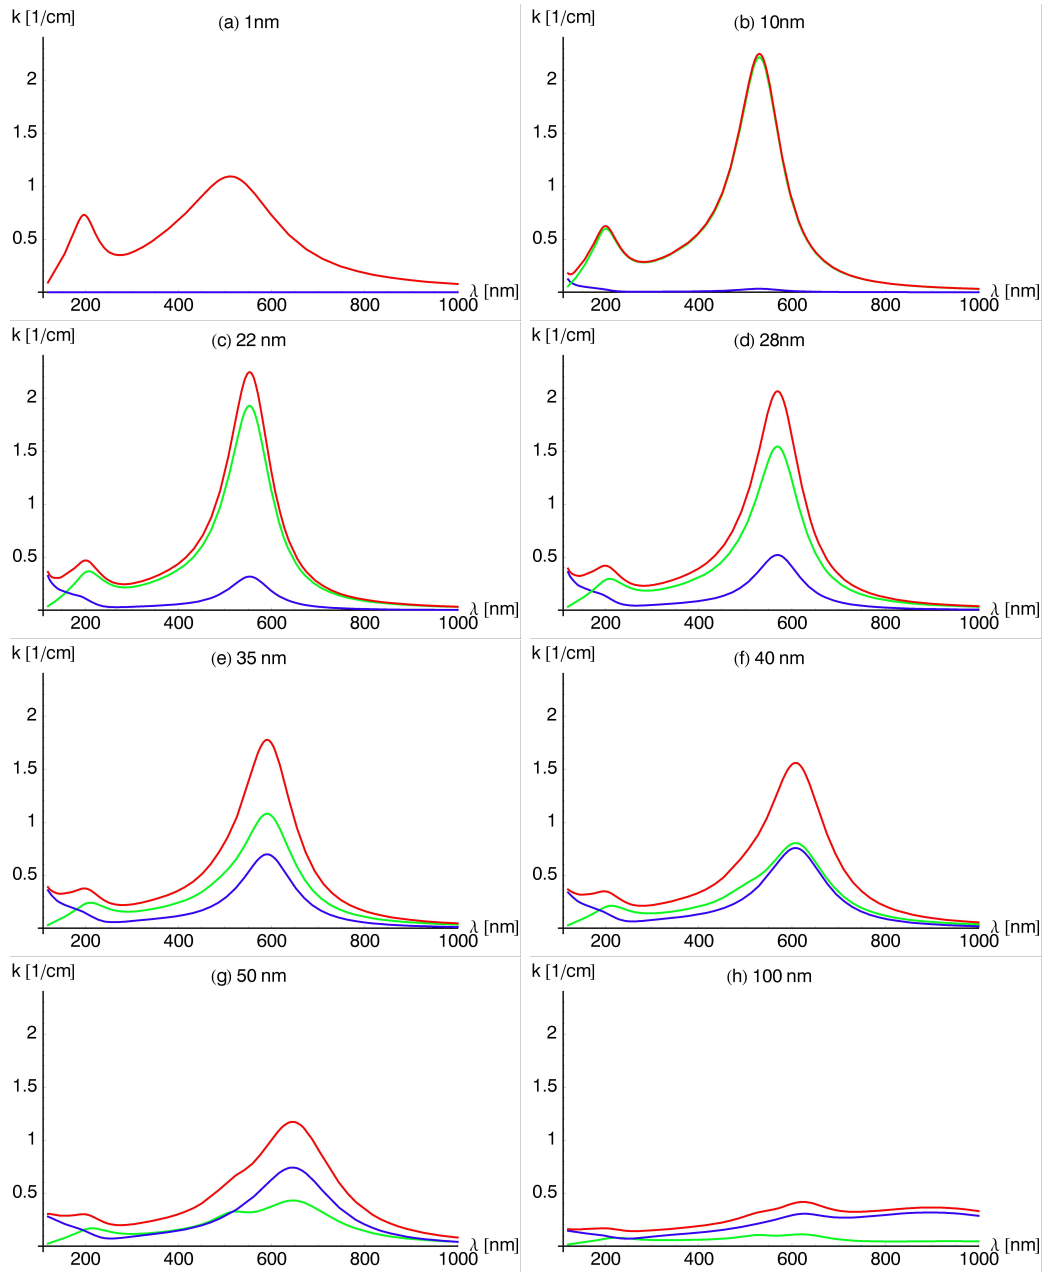 k [1/cm]
(a) 1nm
2
1.5
1
0.5
200 400 600 800 1000 λ [nm]
k [1/cm]
(b) 10nm
2
1.5
1
0.5
200 400 600 800 1000 λ [nm]
k [1/cm]
(c) 22 nm
2
1.5
1
0.5
200 400 600 800 1000 λ [nm]
k [1/cm]
(d) 28nm
2
1.5
1
0.5
200 400 600 800 1000 λ [nm]
k [1/cm]
(e) 35 nm
2
1.5
1
0.5
200 400 600 800 1000 λ [nm]
k [1/cm]
(f) 40 nm
2
1.5
1
0.5
200 400 600 800 1000 λ [nm]
k [1/cm]
(g) 50 nm
2
1.5
1
0.5
200 400 600 800 1000 λ [nm]
k [1/cm]
(h) 100 nm
2
1.5
1
0.5
200 400 600 800 1000 λ [nm]